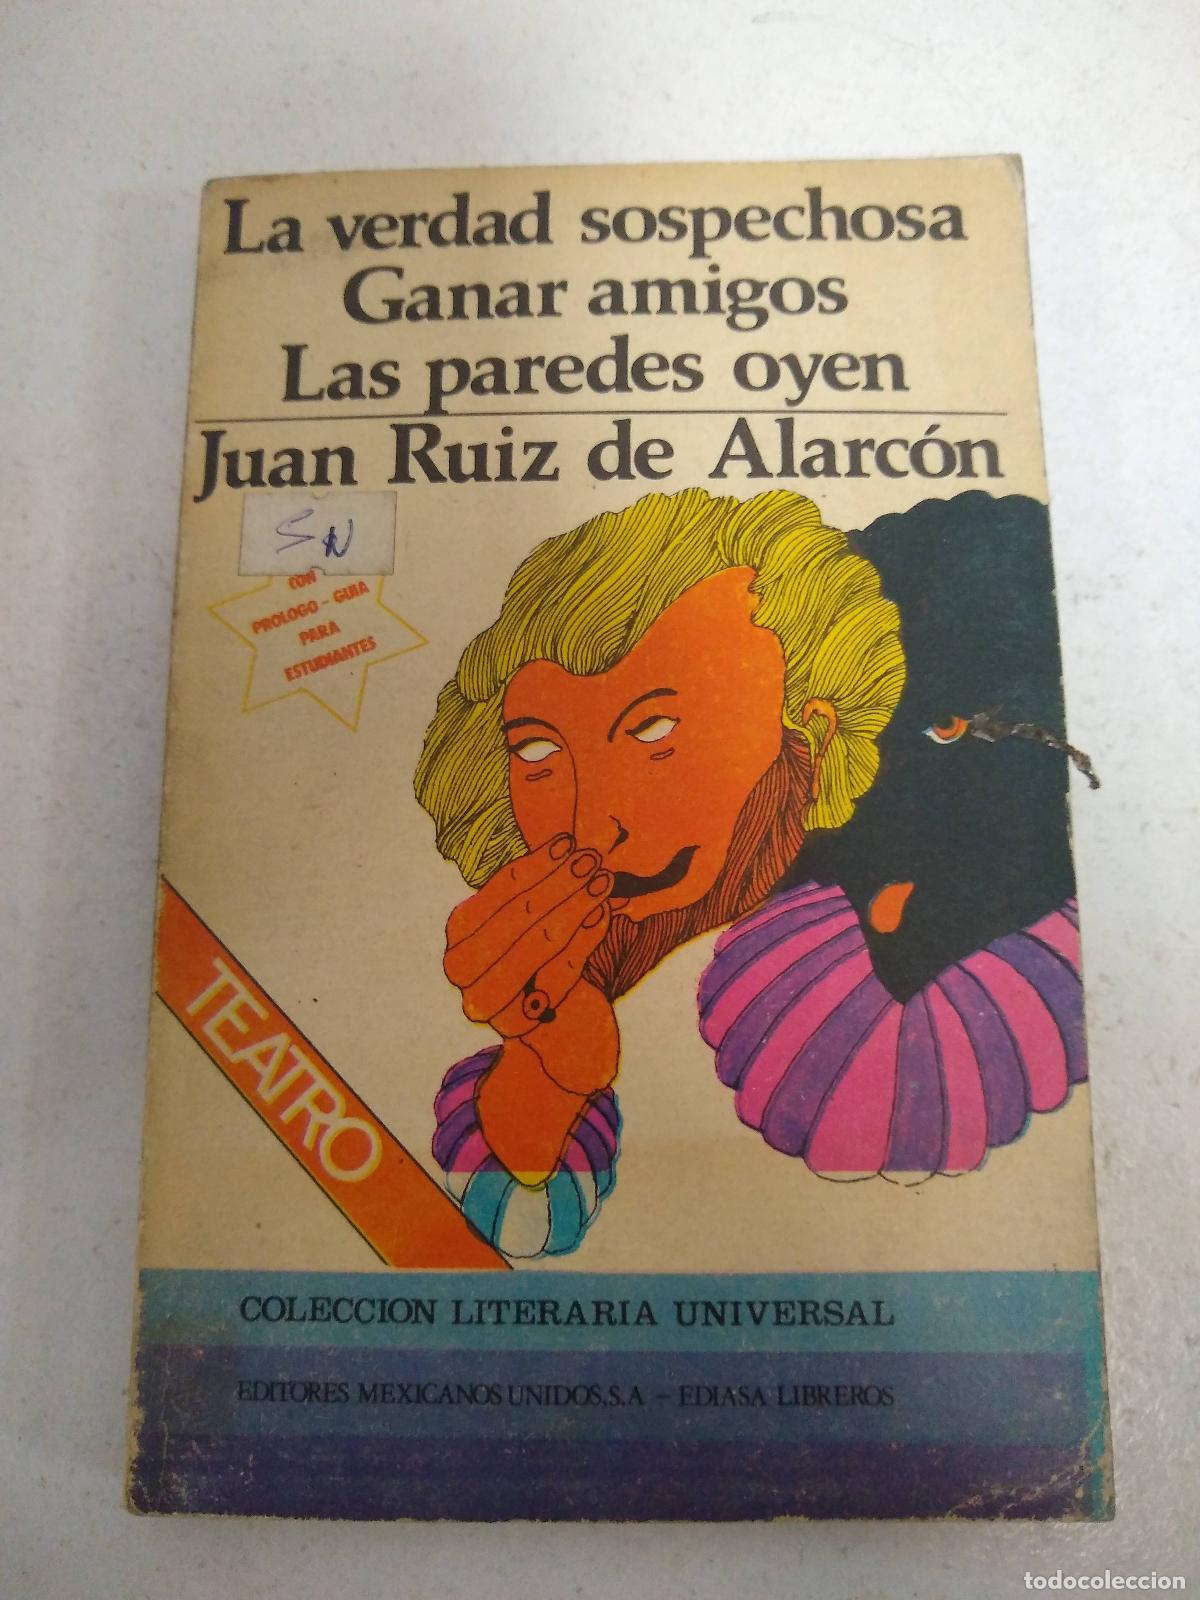 La verdad sospechosa
Ganar amigos
Las paredes oyen
Juan Ruiz de Alarcón
SN
CON
PROLOGO - GUIA
PARA
ESTUDIANTES
TEATRO
COLECCION LITERARIA UNIVERSAL
EDITORES MEXICANOS UNIDOS, S.A - EDIASA LIBREROS
todocoleccion